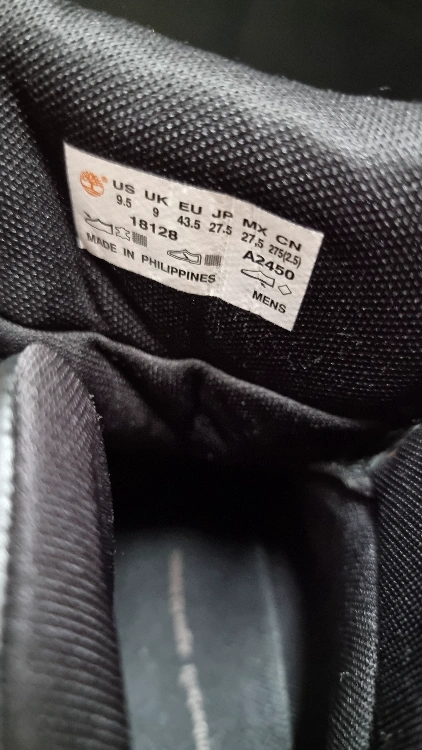 US UK EU JP MX CN
9.5 9 43.5 27.5 27,5 275(2.5)
18128 A2450
MADE IN PHILIPPINES MENS